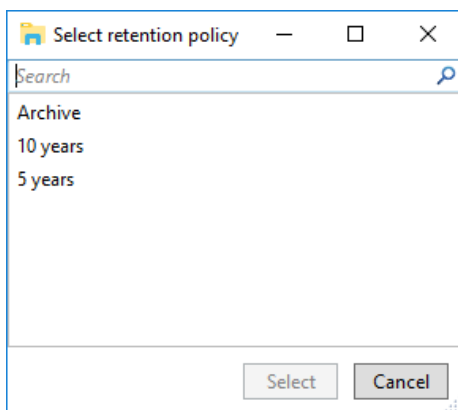 Select retention policy
Search
Archive
10 years
5 years
Select
Cancel